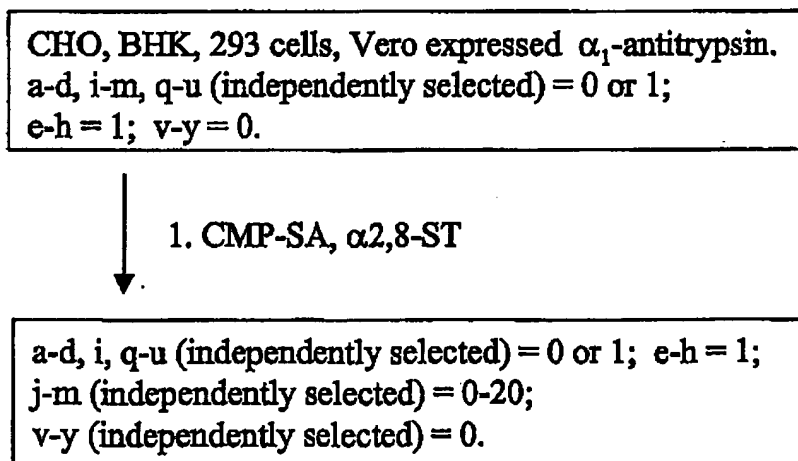 CHO, BHK, 293 cells, Vero expressed α₁-antitrypsin.
a-d, i-m, q-u (independently selected) = 0 or 1;
e-h = 1; v-y = 0.
1. CMP-SA, α2,8-ST
a-d, i, q-u (independently selected) = 0 or 1; e-h = 1;
j-m (independently selected) = 0-20;
v-y (independently selected) = 0.